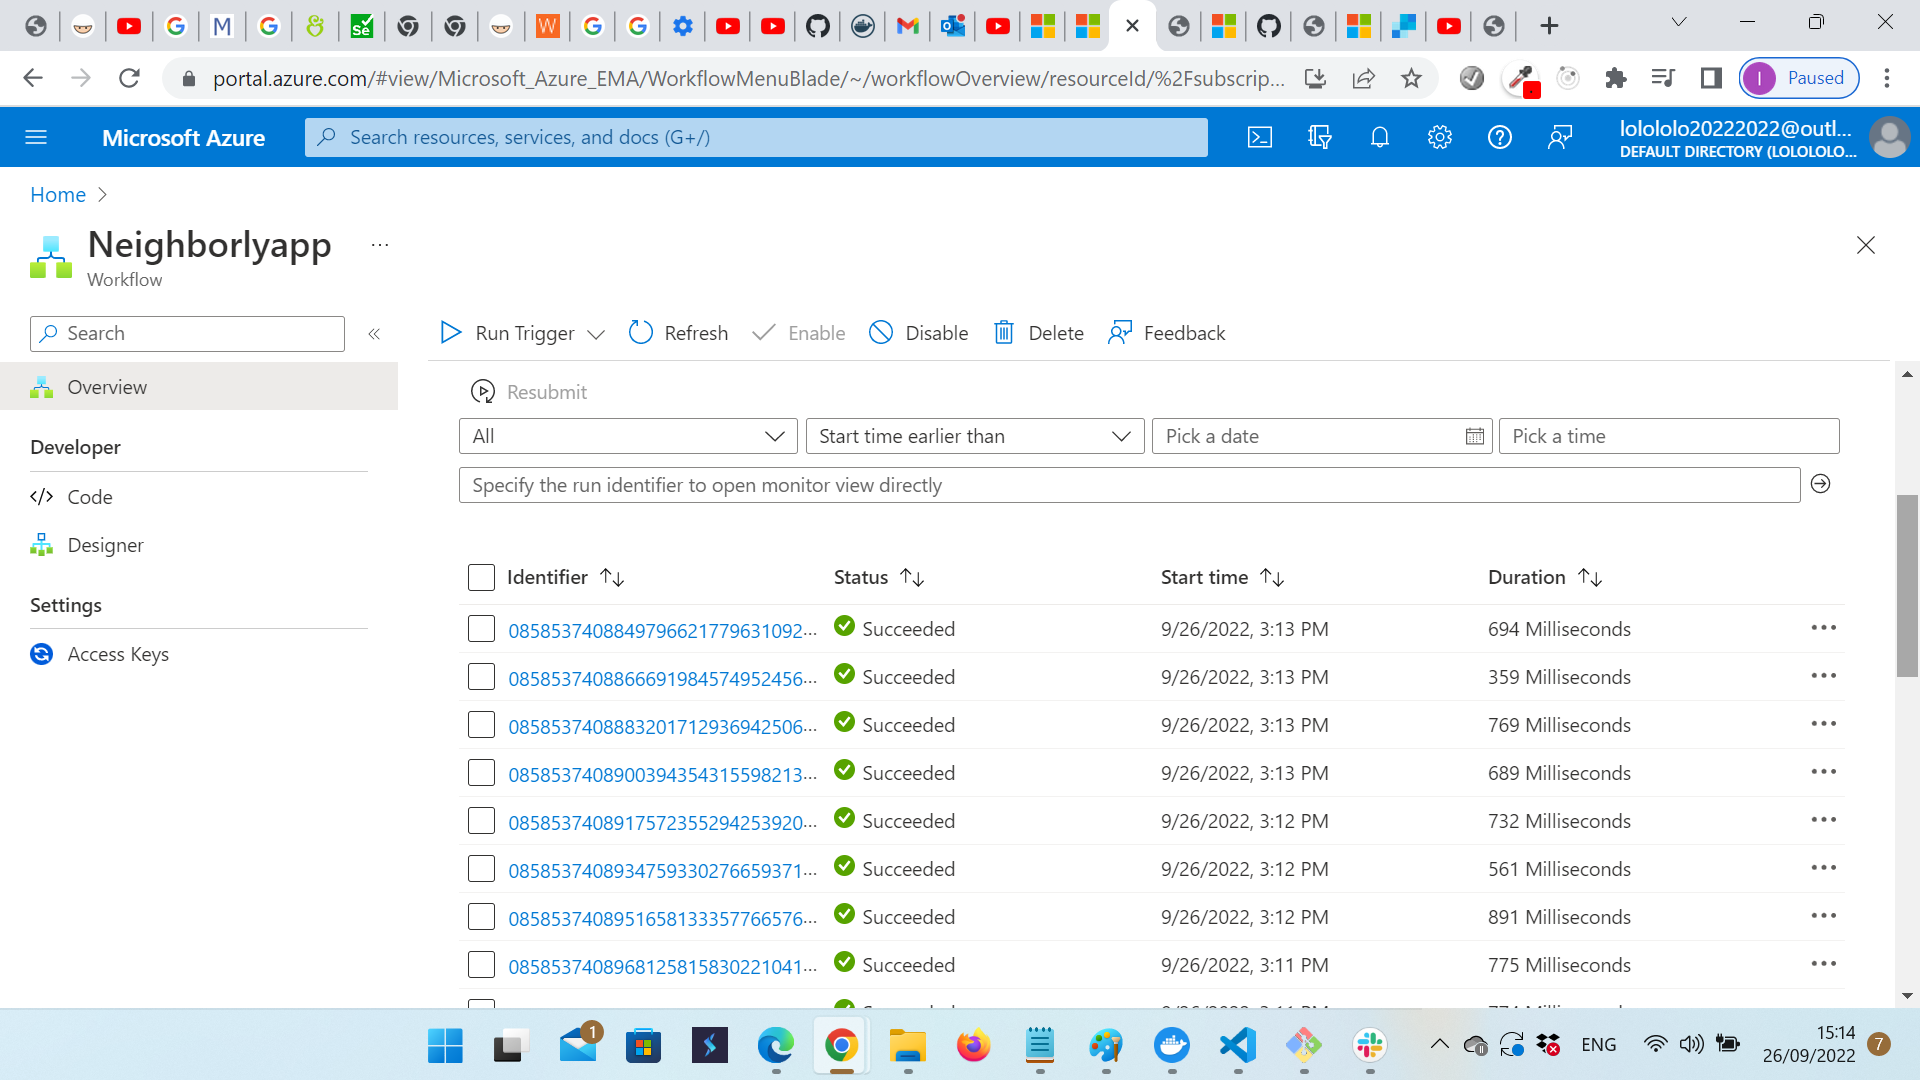 Paused
portal.azure.com/#view/Microsoft_Azure_EMA/WorkflowMenuBlade/~/workflowOverview/resourceId/%2Fsubscrip...
Microsoft Azure
Search resources, services, and docs (G+/)
lolololo20222022@outl...
DEFAULT DIRECTORY (LOLOLOLO...
Home
Neighborlyapp
...
Workflow
Search
«
Run Trigger
Refresh
Enable
Disable
Delete
Feedback
Overview
Developer
Code
Designer
Settings
Access Keys
Resubmit
All
Start time earlier than
Pick a date
Pick a time
Specify the run identifier to open monitor view directly
Identifier Status Start time Duration
08585374088497966217796310 92... Succeeded 9/26/2022, 3:13 PM 694 Milliseconds
0858537408866691984574952456... Succeeded 9/26/2022, 3:13 PM 359 Milliseconds
0858537408883201712936942506... Succeeded 9/26/2022, 3:13 PM 769 Milliseconds
0858537408900394354315598213... Succeeded 9/26/2022, 3:13 PM 689 Milliseconds
0858537408917572355294253920... Succeeded 9/26/2022, 3:12 PM 732 Milliseconds
0858537408934759330276659371... Succeeded 9/26/2022, 3:12 PM 561 Milliseconds
0858537408951658133357766576... Succeeded 9/26/2022, 3:12 PM 891 Milliseconds
0858537408968125815830221041... Succeeded 9/26/2022, 3:11 PM 775 Milliseconds
1
ENG
15:14
26/09/2022
7